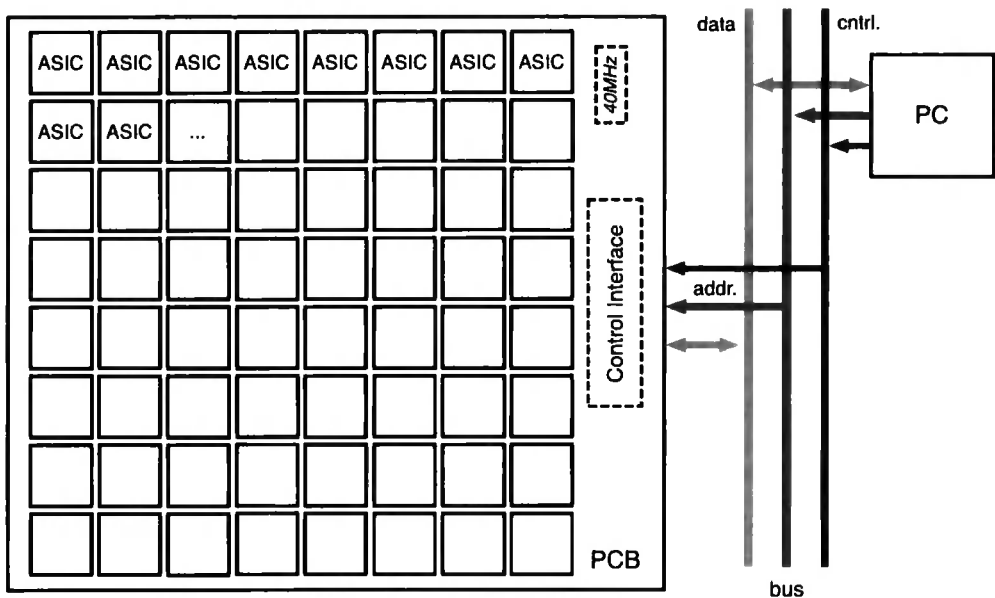 data
cntrl.
ASIC ASIC ASIC ASIC ASIC ASIC ASIC ASIC
40MHz
PC
ASIC ASIC ...
Control Interface
addr.
PCB
bus